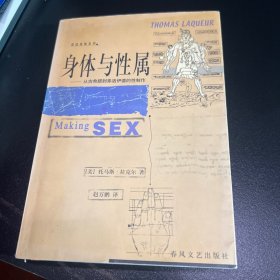 THOMAS LAQUEUR
身体与性属
——从古希腊到弗洛伊德的性制作
Making SEX
[美] 托马斯·拉克尔 著
赵万鹏 译
春风文艺出版社